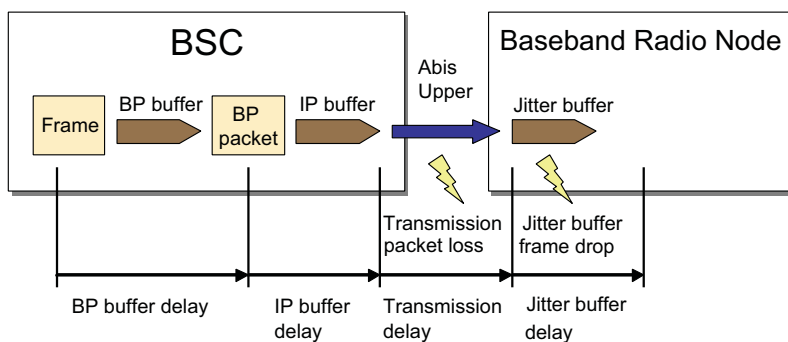 BSC
Baseband Radio Node
Abis
Upper
BP buffer
IP buffer
Jitter buffer
Frame
BP
packet
Transmission
packet loss
Jitter buffer
frame drop
BP buffer delay
IP buffer
delay
Transmission
delay
Jitter buffer
delay